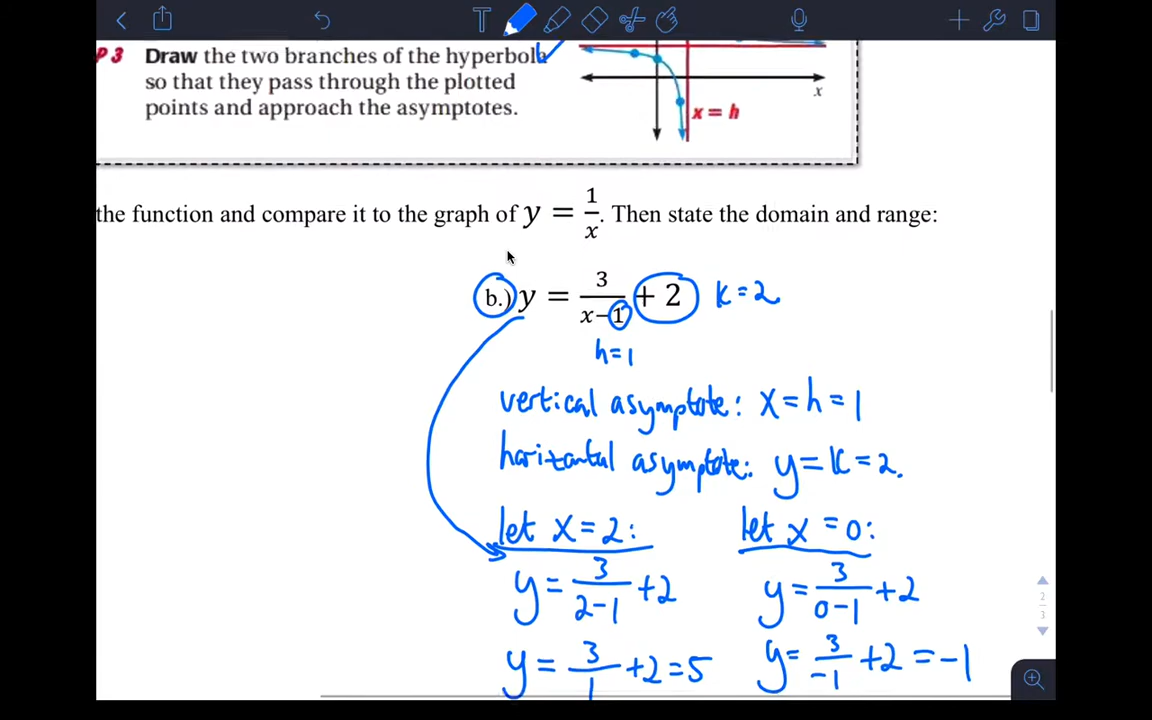 P 3 Draw the two branches of the hyperbola
so that they pass through the plotted
points and approach the asymptotes.
x
x = h
the function and compare it to the graph of y = 1/x. Then state the domain and range:
b.) y = 3/(x−1) + 2 k = 2
h = 1
vertical asymptote: x = h = 1
horizontal asymptote: y = k = 2.
let x = 2: let x = 0:
y = 3/(2−1) + 2 y = 3/(0−1) + 2
y = 3/1 + 2 = 5 y = 3/−1 + 2 = −1
T
2/3